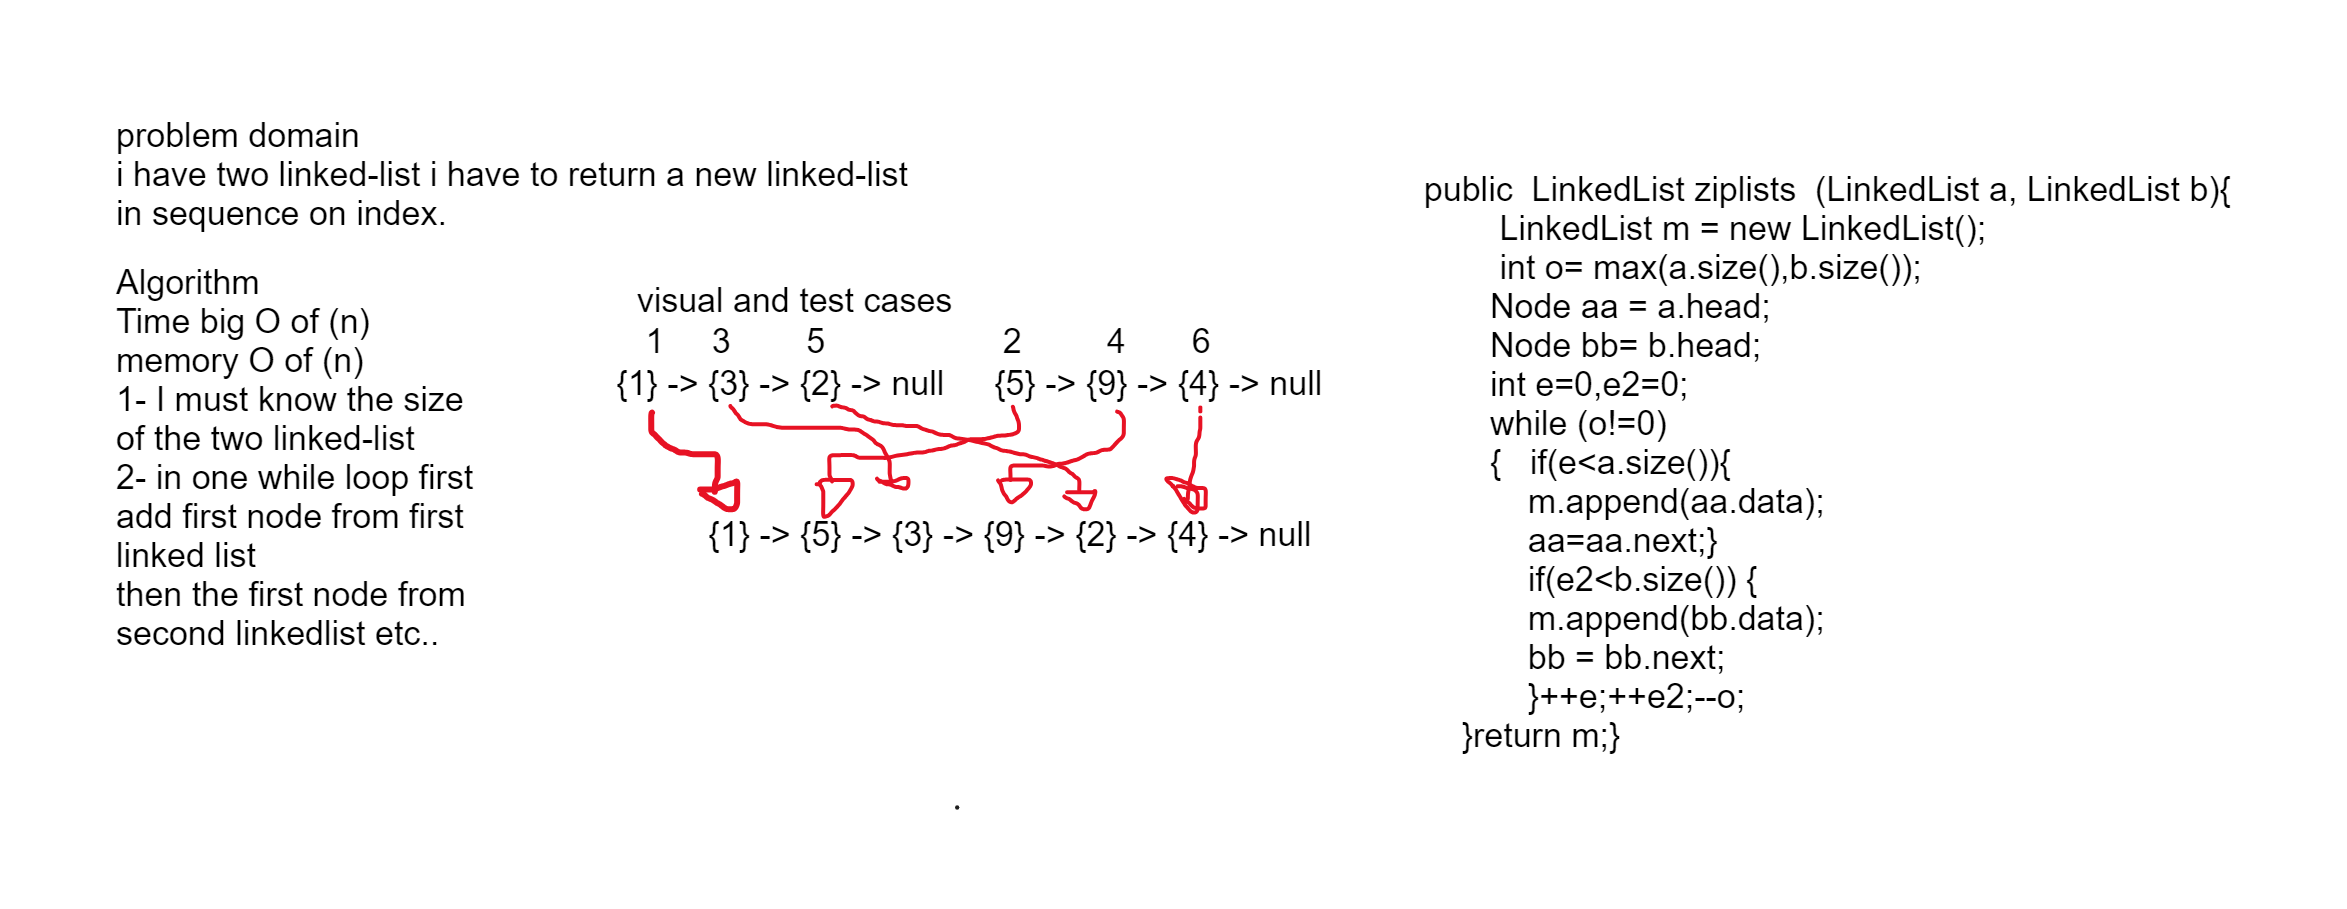 problem domain
i have two linked-list i have to return a new linked-list
in sequence on index.
Algorithm
Time big O of (n)
memory O of (n)
1- I must know the size
of the two linked-list
2- in one while loop first
add first node from first
linked list
then the first node from
second linkedlist etc..
visual and test cases
1 3 5 2 4 6
{1} -> {3} -> {2} -> null {5} -> {9} -> {4} -> null
{1} -> {5} -> {3} -> {9} -> {2} -> {4} -> null
public LinkedList ziplists (LinkedList a, LinkedList b){
LinkedList m = new LinkedList();
int o= max(a.size(),b.size());
Node aa = a.head;
Node bb= b.head;
int e=0,e2=0;
while (o!=0)
{ if(e<a.size()){
m.append(aa.data);
aa=aa.next;}
if(e2<b.size()) {
m.append(bb.data);
bb = bb.next;
}++e;++e2;--o;
}return m;}